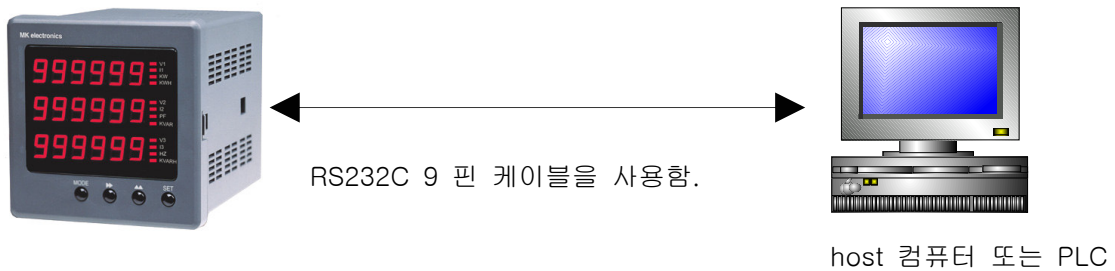 MK electronics
999999
V1
I1
KW
KWH
999999
V2
I2
PF
KVAR
999999
V3
I3
HZ
KVARH
MODE
SET
RS232C 9 핀 케이블을 사용함.
host 컴퓨터 또는 PLC